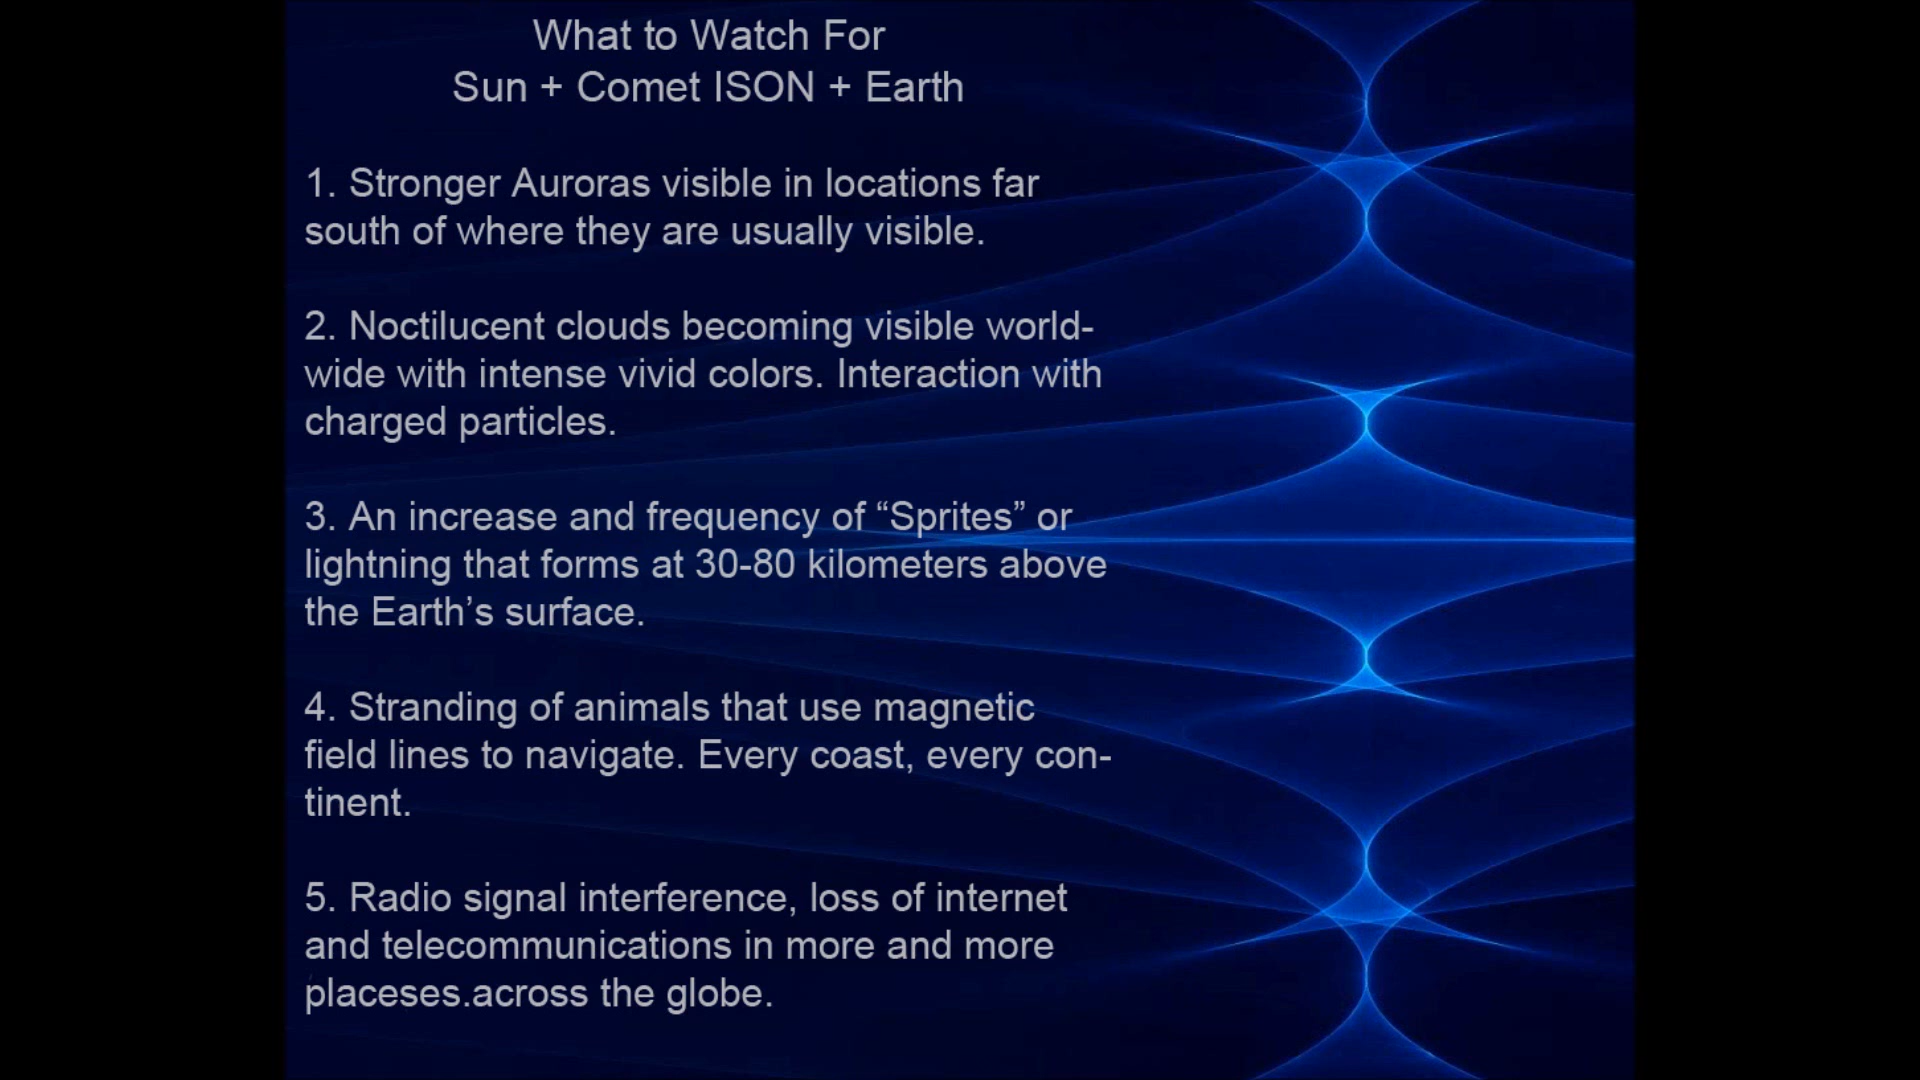 What to Watch For
Sun + Comet ISON + Earth
1. Stronger Auroras visible in locations far
south of where they are usually visible.
2. Noctilucent clouds becoming visible world-
wide with intense vivid colors. Interaction with
charged particles.
3. An increase and frequency of “Sprites” or
lightning that forms at 30-80 kilometers above
the Earth’s surface.
4. Stranding of animals that use magnetic
field lines to navigate. Every coast, every con-
tinent.
5. Radio signal interference, loss of internet
and telecommunications in more and more
placeses.across the globe.